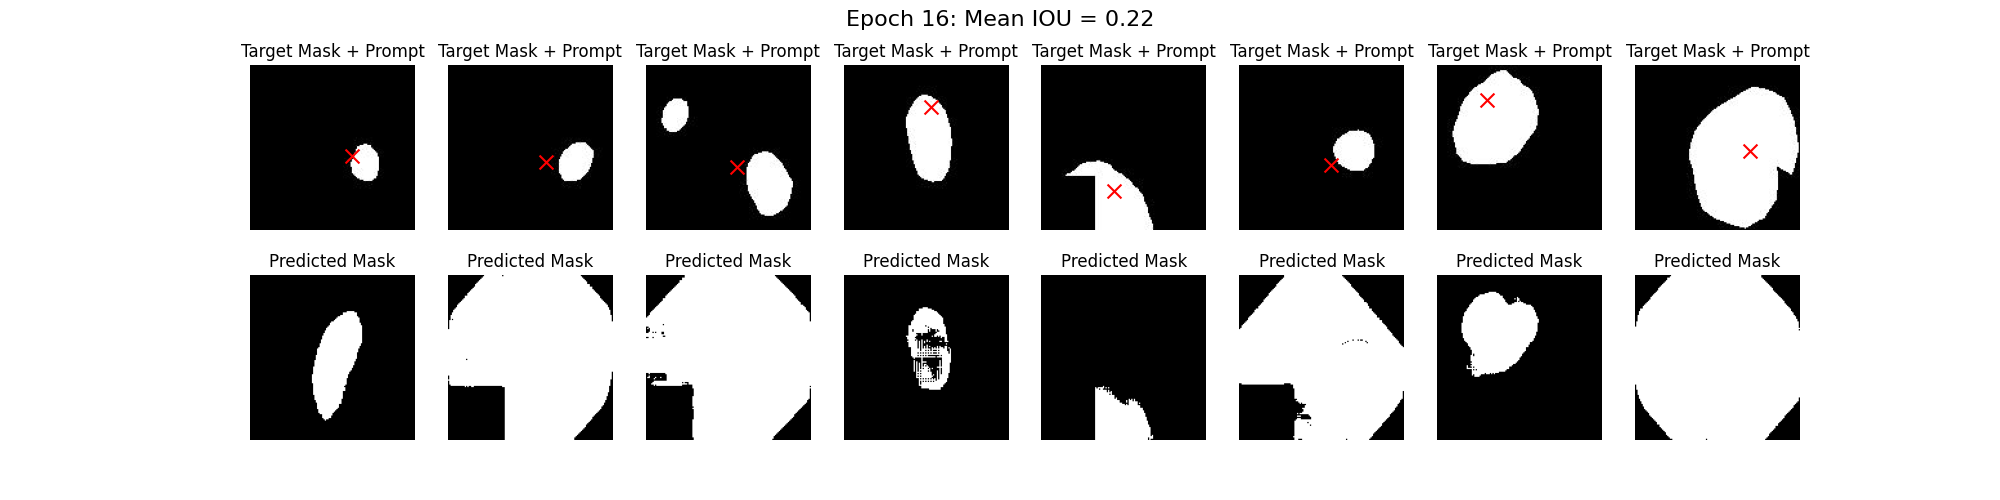 Epoch 16: Mean IOU = 0.22
Target Mask + Prompt Target Mask + Prompt Target Mask + Prompt Target Mask + Prompt Target Mask + Prompt Target Mask + Prompt Target Mask + Prompt Target Mask + Prompt
Predicted Mask Predicted Mask Predicted Mask Predicted Mask Predicted Mask Predicted Mask Predicted Mask Predicted Mask